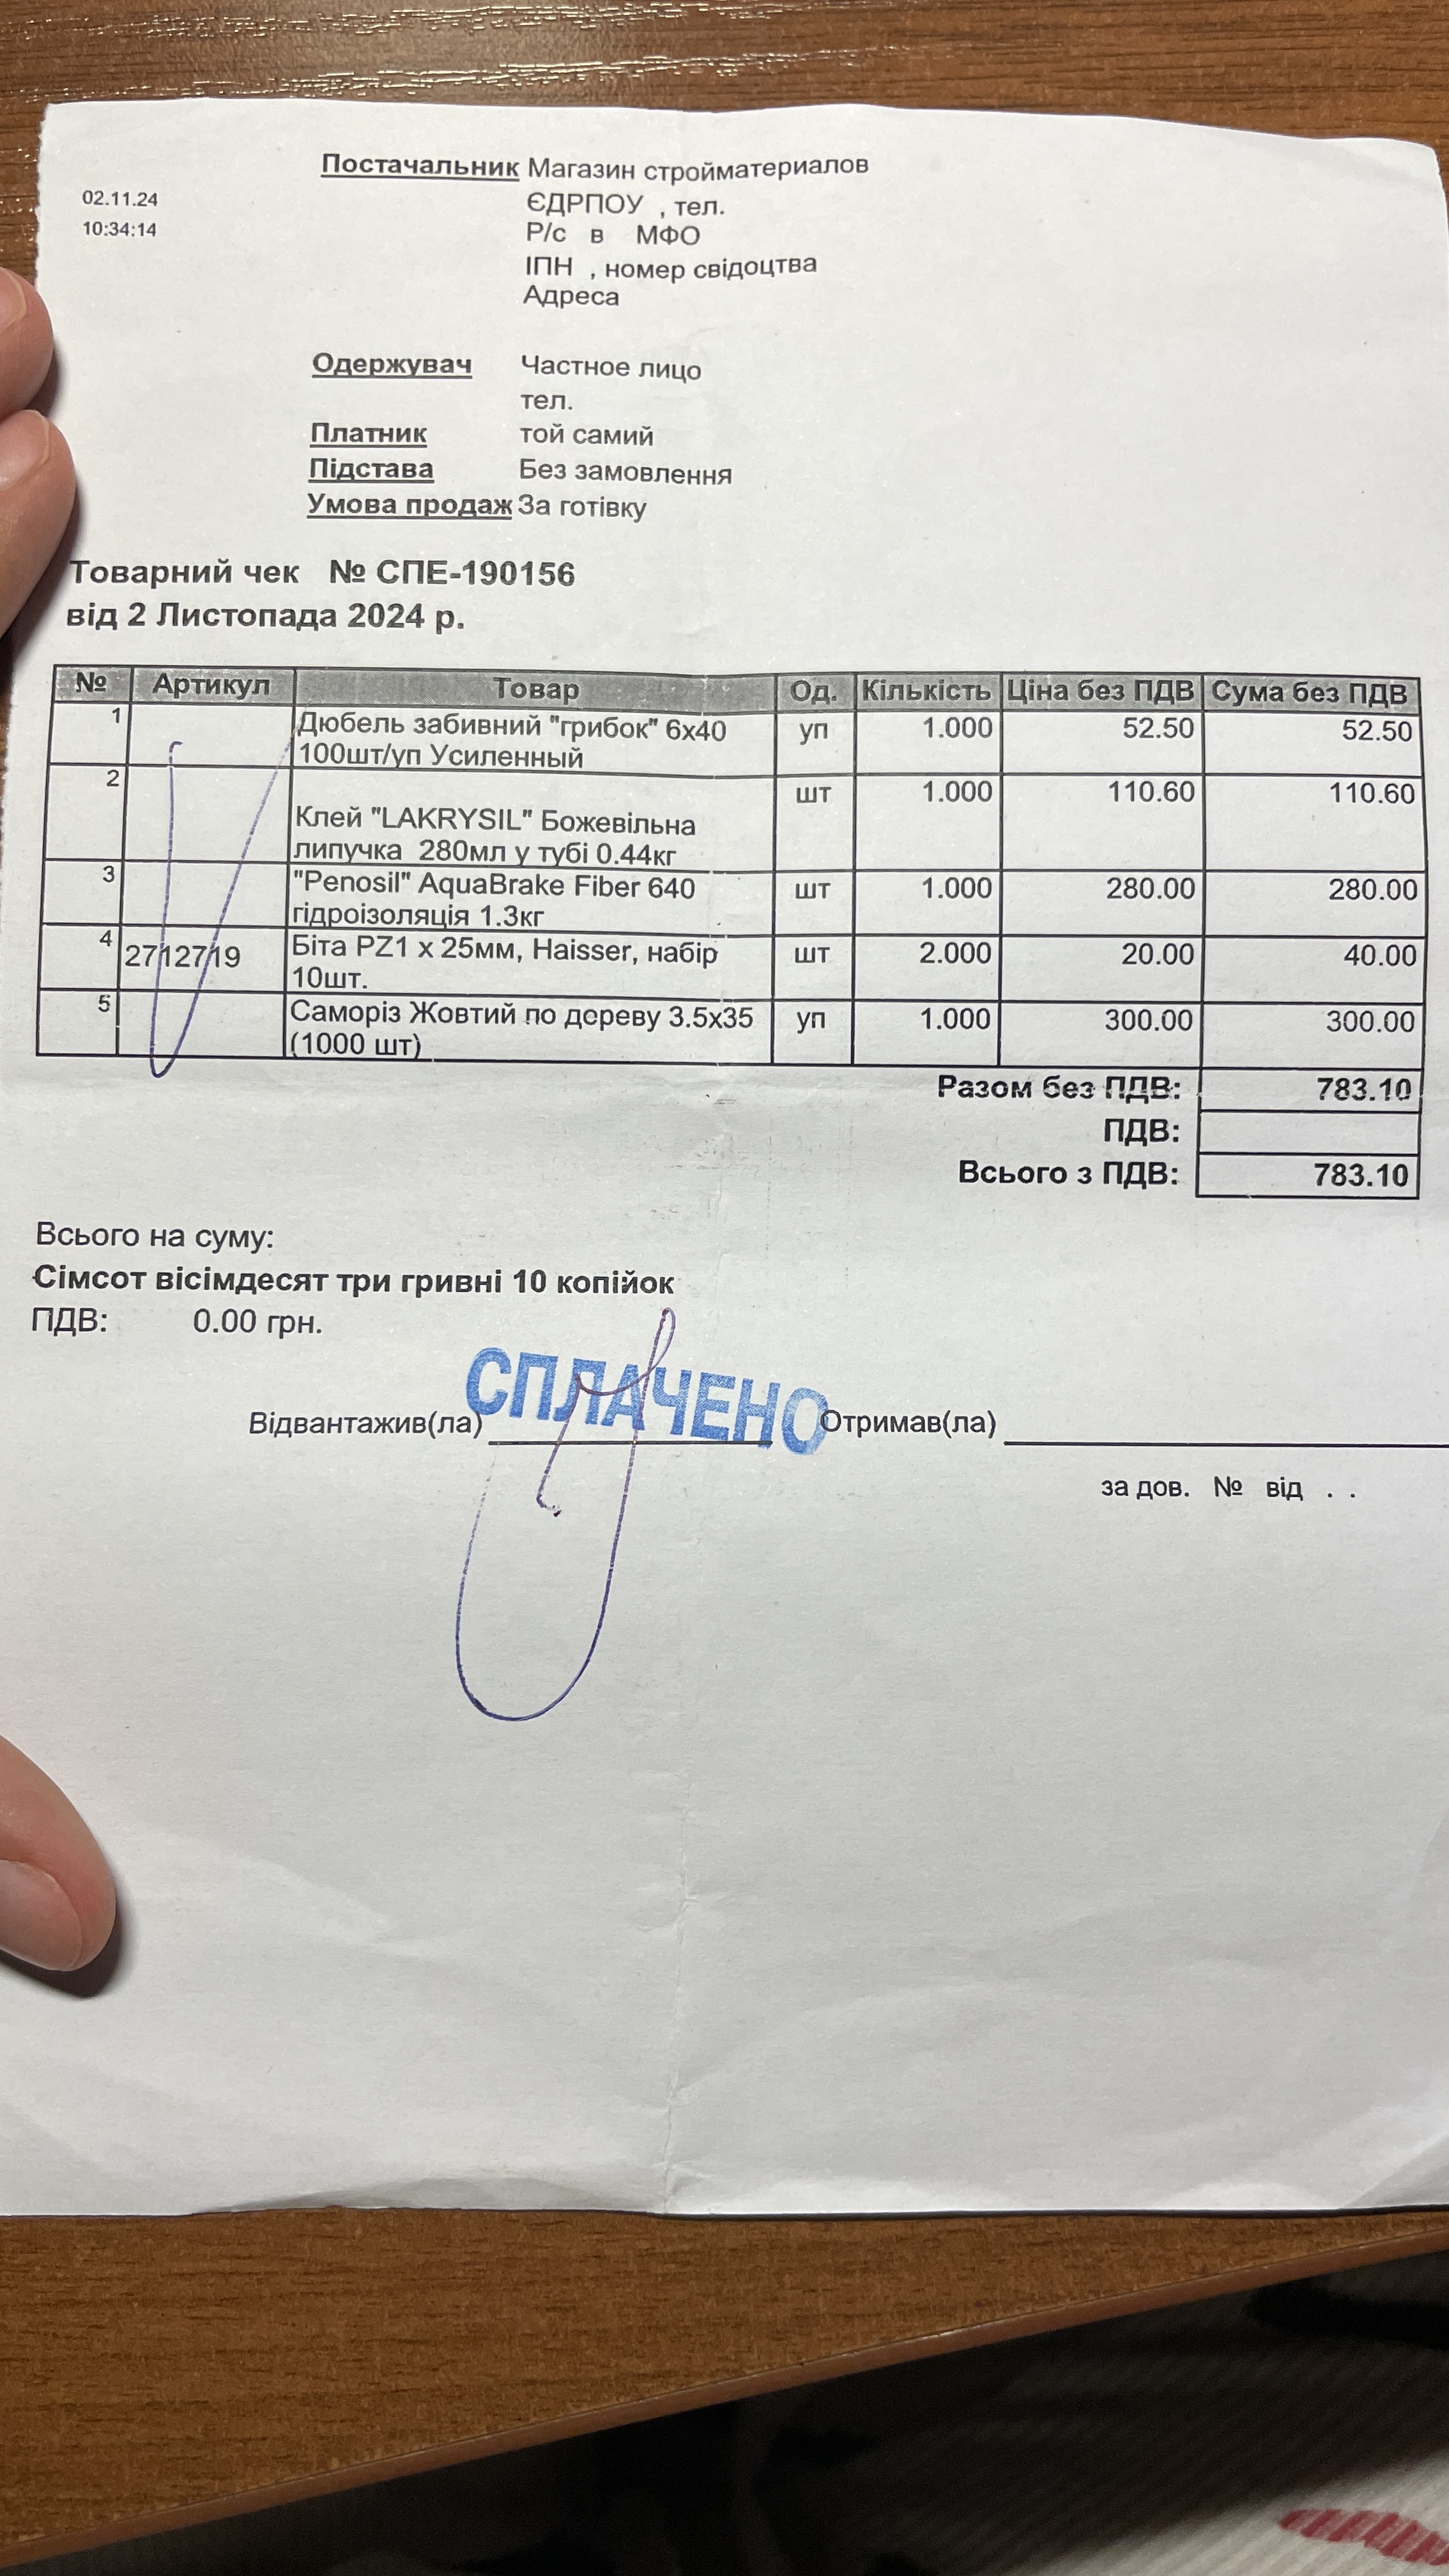 Постачальник Магазин стройматериалов
02.11.24
ЄДРПОУ , тел.
10:34:14
Р/с в МФО
ІПН , номер свідоцтва
Адреса
Одержувач Частное лицо
тел.
Платник той самий
Підстава Без замовлення
Умова продаж За готівку
Товарний чек № СПЕ-190156
від 2 Листопада 2024 р.
№ Артикул Товар Од. Кількість Ціна без ПДВ Сума без ПДВ
1 Дюбель забивний "грибок" 6х40 уп 1.000 52.50 52.50
100шт/уп Усиленный
2 шт 1.000 110.60 110.60
Клей "LAKRYSIL" Божевільна
липучка 280мл у тубі 0.44кг
3 "Penosil" AquaBrake Fiber 640 шт 1.000 280.00 280.00
гідроізоляція 1.3кг
4 2712719 Біта PZ1 х 25мм, Haisser, набір шт 2.000 20.00 40.00
10шт.
5 Саморіз Жовтий по дереву 3.5х35 уп 1.000 300.00 300.00
(1000 шт)
Разом без ПДВ: 783.10
ПДВ:
Всього з ПДВ: 783.10
Всього на суму:
Сімсот вісімдесят три гривні 10 копійок
ПДВ: 0.00 грн.
СПЛАЧЕНО
Відвантажив(ла) Отримав(ла)
за дов. № від . .